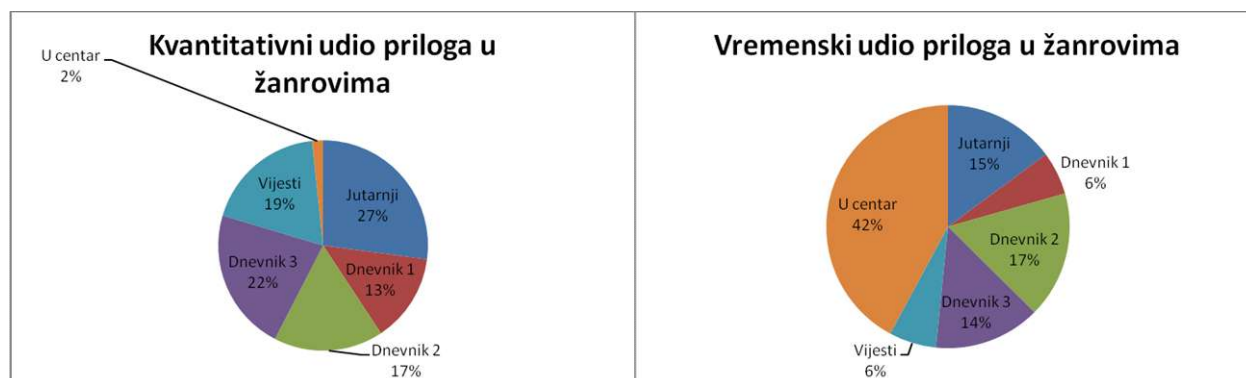 Kvantitativni udio priloga u
žanrovima
U centar
2%
Jutarnji
27%
Dnevnik 1
13%
Dnevnik 2
17%
Dnevnik 3
22%
Vijesti
19%
Vremenski udio priloga u žanrovima
Jutarnji
15%
Dnevnik 1
6%
Dnevnik 2
17%
Dnevnik 3
14%
Vijesti
6%
U centar
42%